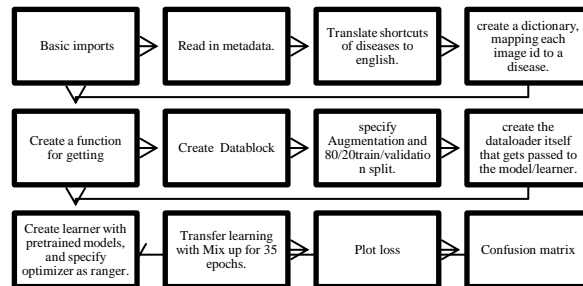 Basic imports
Read in metadata.
Translate shortcuts
of diseases to
english.
create a dictionary,
mapping each
image id to a
disease.
Create a function
for getting
Create Datablock
specify
Augmentation and
80/20train/validatio
n split.
create the
dataloader itself
that gets passed to
the model/learner.
Create learner with
pretrained models,
and specify
optimizer as ranger.
Transfer learning
with Mix up for 35
epochs.
Plot loss
Confusion matrix